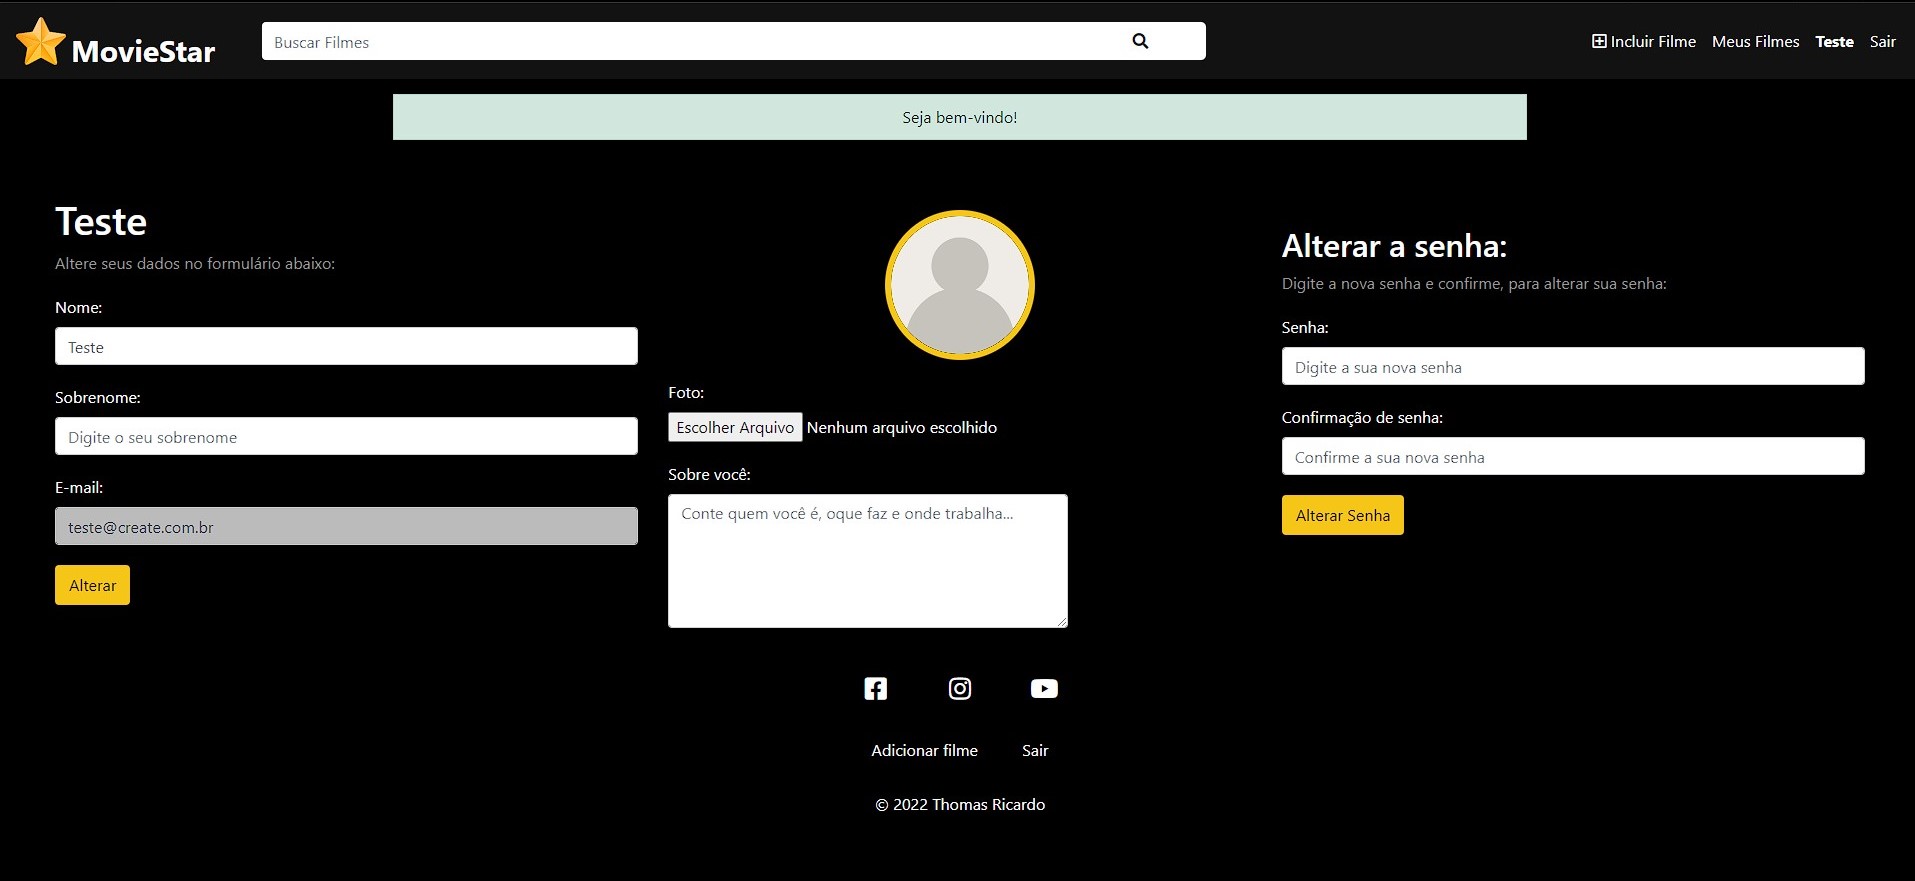 MovieStar
Buscar Filmes
Incluir Filme
Meus Filmes
Teste
Sair
Seja bem-vindo!
Teste
Altere seus dados no formulário abaixo:
Nome:
Teste
Sobrenome:
Digite o seu sobrenome
E-mail:
teste@create.com.br
Alterar
Foto:
Escolher Arquivo Nenhum arquivo escolhido
Sobre você:
Conte quem você é, oque faz e onde trabalha...
Alterar a senha:
Digite a nova senha e confirme, para alterar sua senha:
Senha:
Digite a sua nova senha
Confirmação de senha:
Confirme a sua nova senha
Alterar Senha
Adicionar filme
Sair
© 2022 Thomas Ricardo